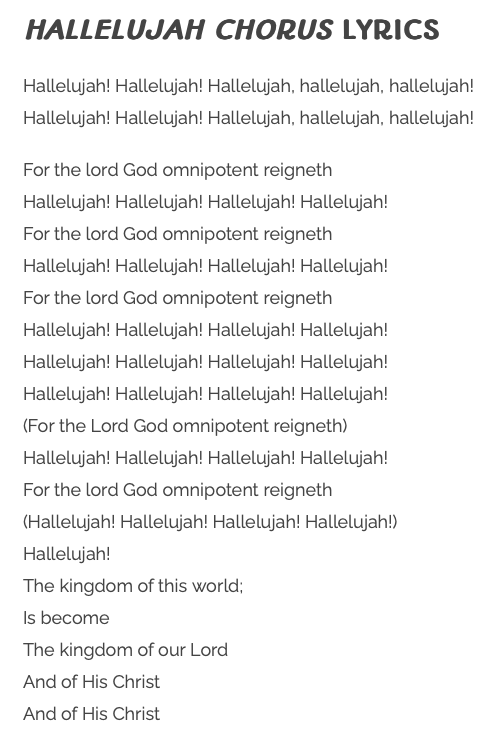 HALLELUJAH CHORUS LYRICS
Hallelujah! Hallelujah! Hallelujah, hallelujah, hallelujah!
Hallelujah! Hallelujah! Hallelujah, hallelujah, hallelujah!
For the lord God omnipotent reigneth
Hallelujah! Hallelujah! Hallelujah! Hallelujah!
For the lord God omnipotent reigneth
Hallelujah! Hallelujah! Hallelujah! Hallelujah!
For the lord God omnipotent reigneth
Hallelujah! Hallelujah! Hallelujah! Hallelujah!
Hallelujah! Hallelujah! Hallelujah! Hallelujah!
Hallelujah! Hallelujah! Hallelujah! Hallelujah!
(For the Lord God omnipotent reigneth)
Hallelujah! Hallelujah! Hallelujah! Hallelujah!
For the lord God omnipotent reigneth
(Hallelujah! Hallelujah! Hallelujah! Hallelujah!)
Hallelujah!
The kingdom of this world;
Is become
The kingdom of our Lord
And of His Christ
And of His Christ